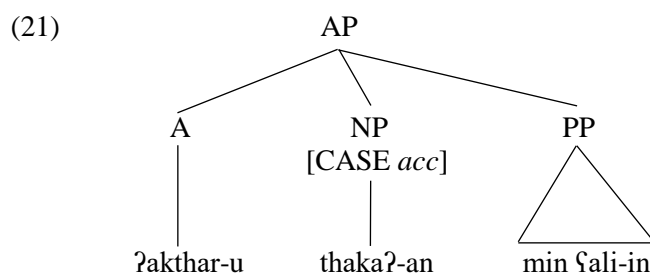 (21) AP
A NP PP
[CASE acc]
ʔakthar-u thakaʔ-an min ʕali-in